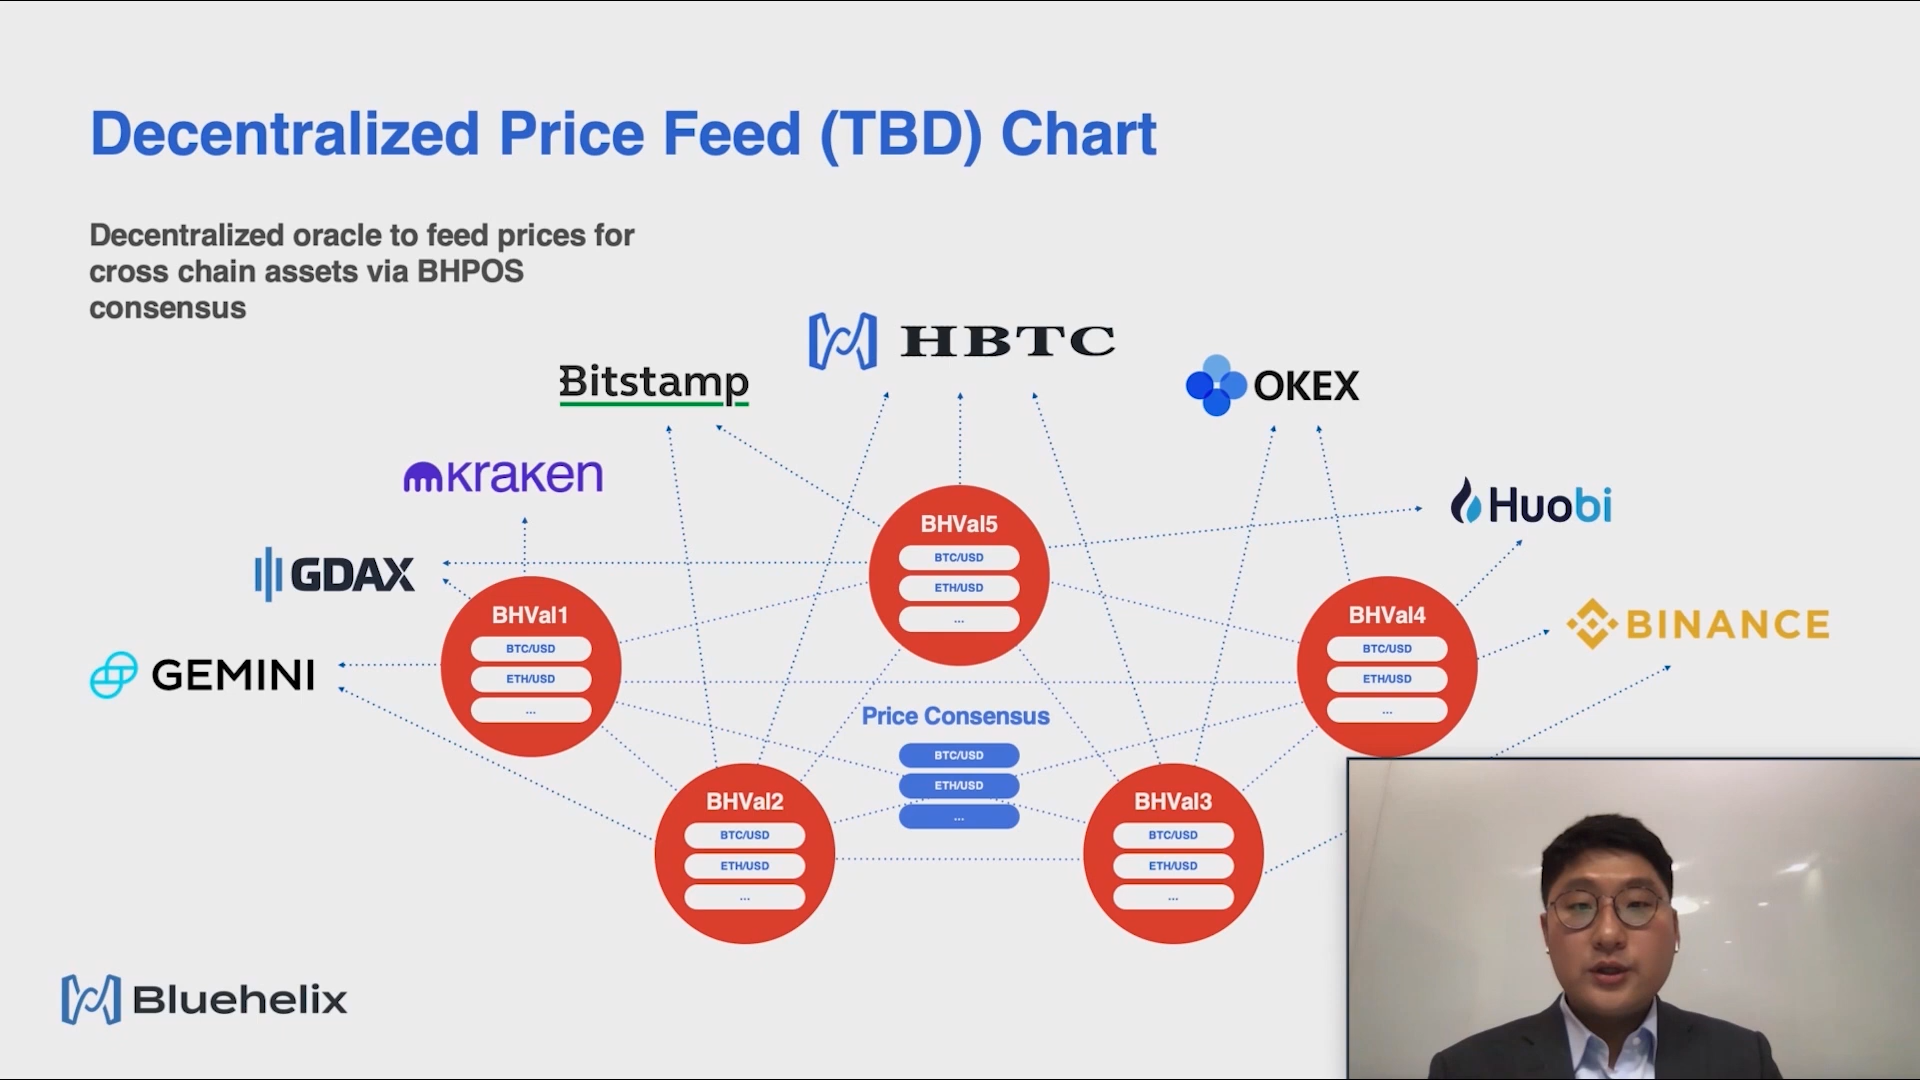 Decentralized Price Feed (TBD) Chart
Decentralized oracle to feed prices for
cross chain assets via BHPOS
consensus
HBTC
Bitstamp
OKEX
Kraken
Huobi
GDAX
BINANCE
GEMINI
BHVal5
BTC/USD
ETH/USD
...
BHVal1
BTC/USD
ETH/USD
...
BHVal4
BTC/USD
ETH/USD
...
Price Consensus
BTC/USD
ETH/USD
...
BHVal2
BTC/USD
ETH/USD
...
BHVal3
BTC/USD
ETH/USD
...
Bluehelix